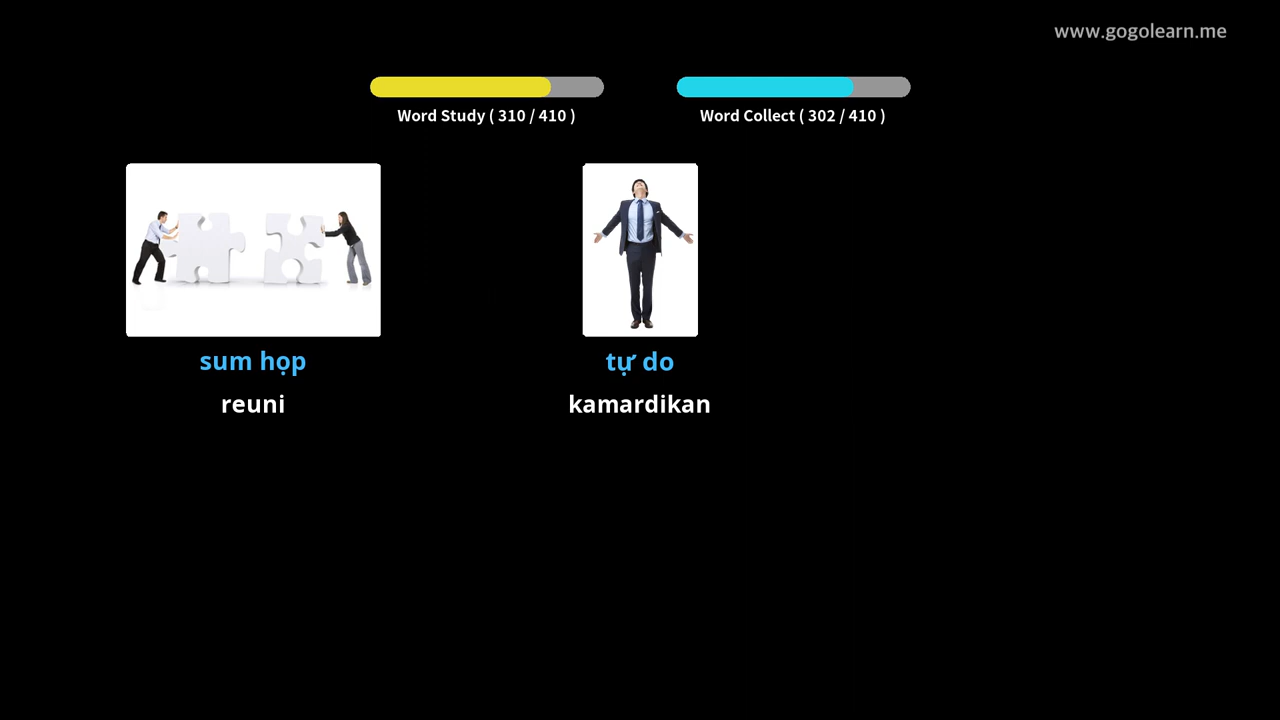 www.gogolearn.me
Word Study ( 310 / 410 )
Word Collect ( 302 / 410 )
sum họp
reuni
tự do
kamardikan